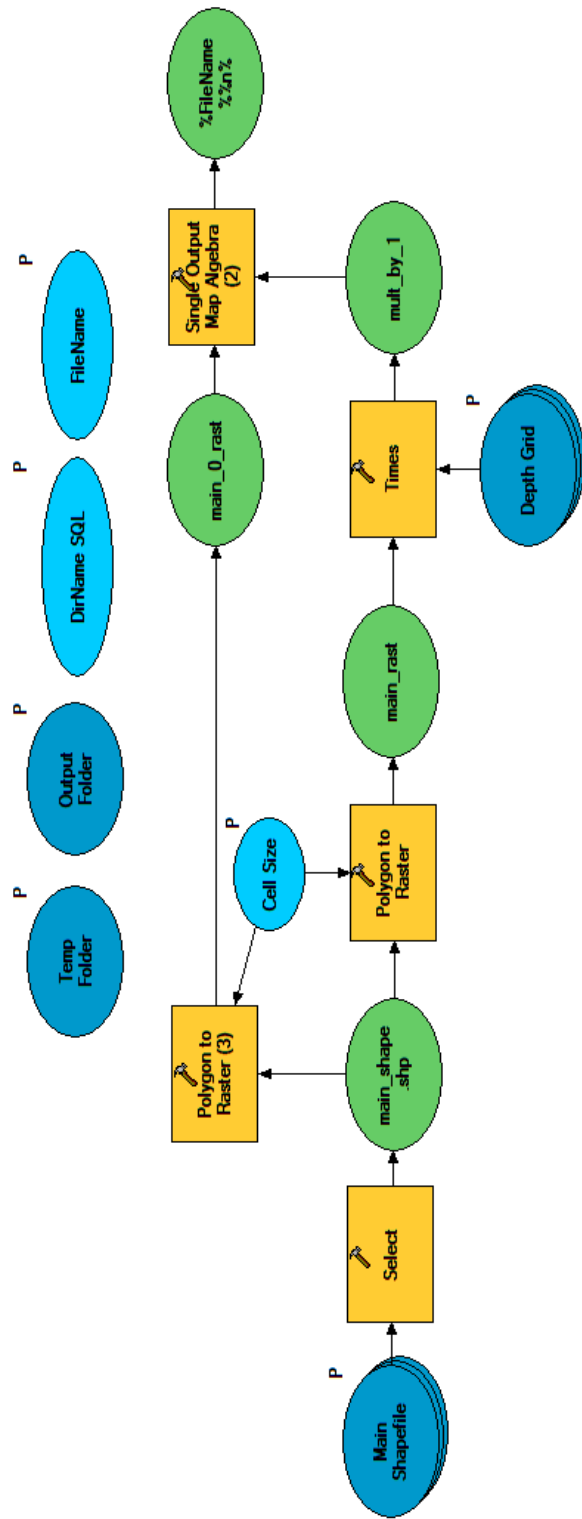 P
Temp
Folder
P
Output
Folder
P
DirName SQL
P
FileName
Polygon to
Raster (3)
P
Cell Size
main_0_rast
Single Output
Map Algebra
(2)
%FileName
%%n%
P
Main
Shapefile
Select
main_shape
.shp
Polygon to
Raster
main_rast
Times
mult_by_1
P
Depth Grid